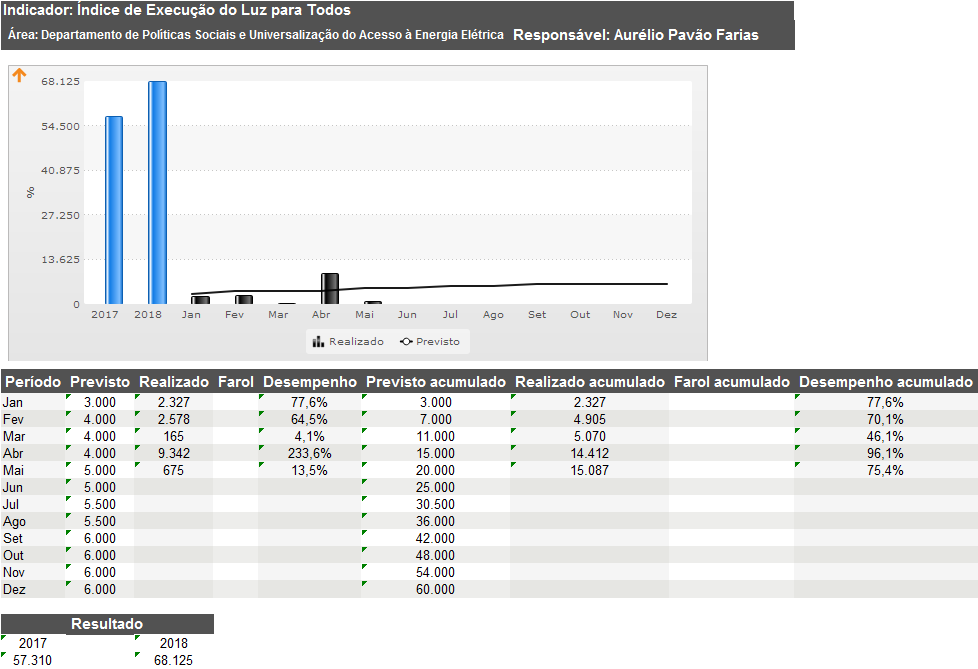 Indicador: Índice de Execução do Luz para Todos
Área: Departamento de Políticas Sociais e Universalização do Acesso à Energia Elétrica Responsável: Aurélio Pavão Farias
68.125
54.500
40.875
%
27.250
13.625
0
2017 2018 Jan Fev Mar Abr Mai Jun Jul Ago Set Out Nov Dez
Realizado Previsto
Período Previsto Realizado Farol Desempenho Previsto acumulado Realizado acumulado Farol acumulado Desempenho acumulado
Jan 3.000 2.327 77,6% 3.000 2.327 77,6%
Fev 4.000 2.578 64,5% 7.000 4.905 70,1%
Mar 4.000 165 4,1% 11.000 5.070 46,1%
Abr 4.000 9.342 233,6% 15.000 14.412 96,1%
Mai 5.000 675 13,5% 20.000 15.087 75,4%
Jun 5.000 25.000
Jul 5.500 30.500
Ago 5.500 36.000
Set 6.000 42.000
Out 6.000 48.000
Nov 6.000 54.000
Dez 6.000 60.000
Resultado
2017 2018
57.310 68.125